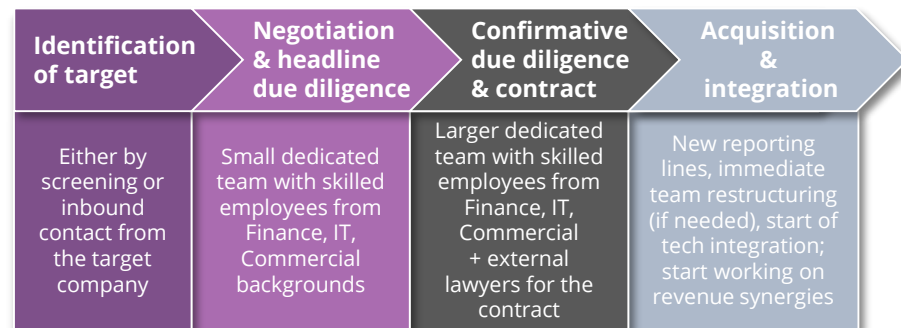 Identification
of target
Negotiation
& headline
due diligence
Confirmative
due diligence
& contract
Acquisition
&
integration
Either by
screening or
inbound
contact from
the target
company
Small dedicated
team with skilled
employees from
Finance, IT,
Commercial
backgrounds
Larger dedicated
team with skilled
employees from
Finance, IT,
Commercial
+ external
lawyers for the
contract
New reporting
lines, immediate
team restructuring
(if needed), start of
tech integration;
start working on
revenue synergies